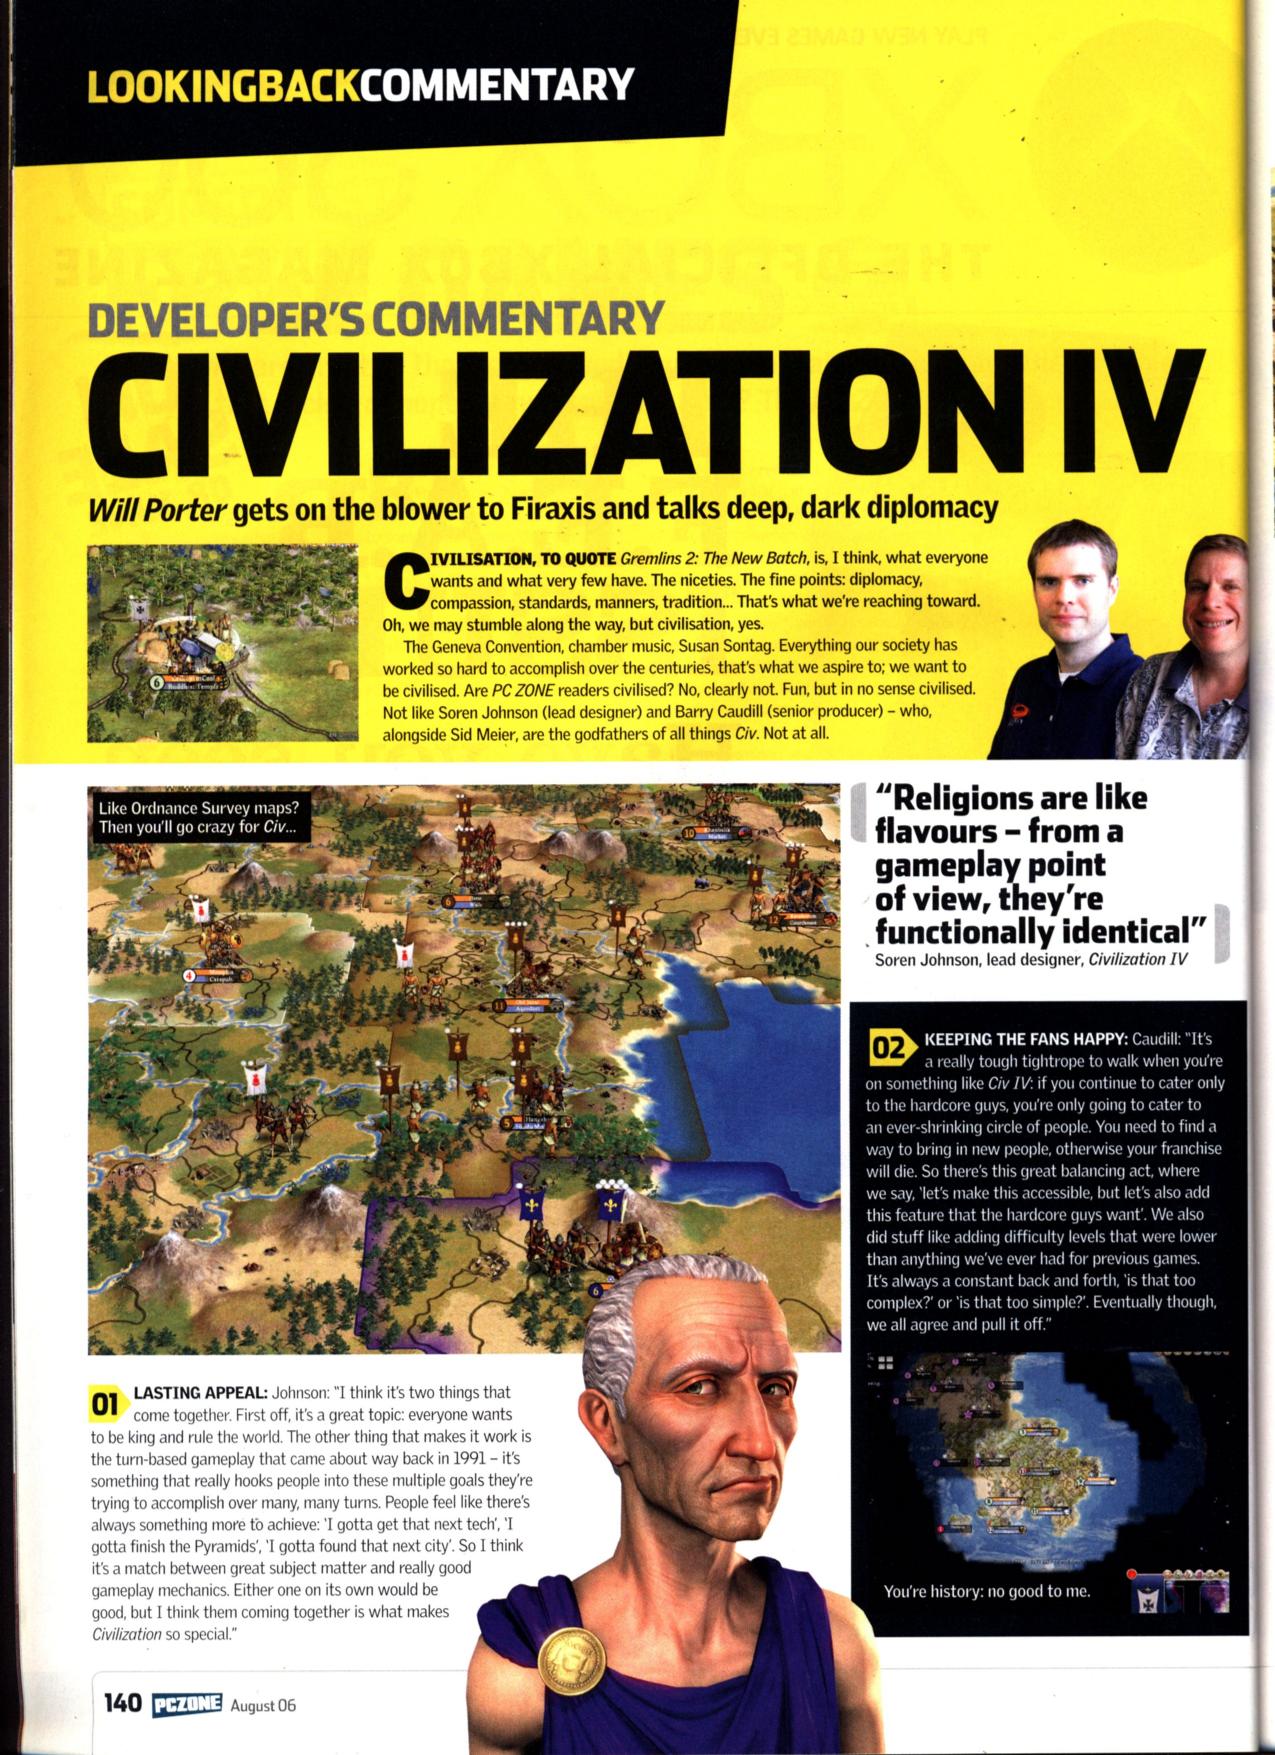 LOOKINGBACKCOMMENTARY
DEVELOPER'S COMMENTARY
CIVILIZATION IV
Will Porter gets on the blower to Firaxis and talks deep, dark diplomacy
CIVILISATION, TO QUOTE Gremlins 2: The New Batch, is, I think, what everyone
wants and what very few have. The niceties. The fine points: diplomacy,
compassion, standards, manners, tradition... That's what we're reaching toward.
Oh, we may stumble along the way, but civilisation, yes.
The Geneva Convention, chamber music, Susan Sontag. Everything our society has
worked so hard to accomplish over the centuries, that's what we aspire to; we want to
be civilised. Are PC ZONE readers civilised? No, clearly not. Fun, but in no sense civilised.
Not like Soren Johnson (lead designer) and Barry Caudill (senior producer) – who,
alongside Sid Meier, are the godfathers of all things Civ. Not at all.
6
Buddhist Temple
Like Ordnance Survey maps?
Then you'll go crazy for Civ...
10
Market
6
12
4
Catapult
11
5
6
"Religions are like
flavours – from a
gameplay point
of view, they're
functionally identical"
Soren Johnson, lead designer, Civilization IV
02 KEEPING THE FANS HAPPY: Caudill: "It's
a really tough tightrope to walk when you're
on something like Civ IV: if you continue to cater only
to the hardcore guys, you're only going to cater to
an ever-shrinking circle of people. You need to find a
way to bring in new people, otherwise your franchise
will die. So there's this great balancing act, where
we say, 'let's make this accessible, but let's also add
this feature that the hardcore guys want'. We also
did stuff like adding difficulty levels that were lower
than anything we've ever had for previous games.
It's always a constant back and forth, 'is that too
complex?' or 'is that too simple?'. Eventually though,
we all agree and pull it off."
You're history: no good to me.
01 LASTING APPEAL: Johnson: "I think it's two things that
come together. First off, it's a great topic: everyone wants
to be king and rule the world. The other thing that makes it work is
the turn-based gameplay that came about way back in 1991 – it's
something that really hooks people into these multiple goals they're
trying to accomplish over many, many turns. People feel like there's
always something more to achieve: 'I gotta get that next tech', 'I
gotta finish the Pyramids', 'I gotta found that next city'. So I think
it's a match between great subject matter and really good
gameplay mechanics. Either one on its own would be
good, but I think them coming together is what makes
Civilization so special."
140 PCZONE August 06